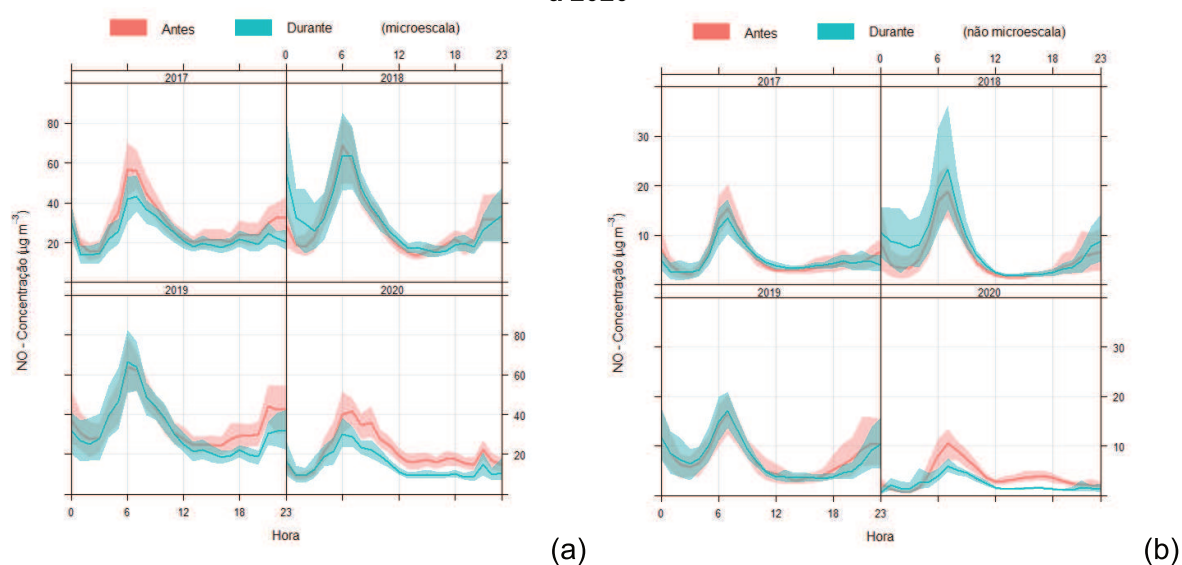 a 2020
Antes Durante (microescala)
0 6 12 18 23
2017 2018
80
60
40
20
2019 2020
80
60
40
20
0 6 12 18 23
NO - Concentração (µg m⁻³)
Hora
(a)
Antes Durante (não microescala)
0 6 12 18 23
2017 2018
30
20
10
2019 2020
30
20
10
0 6 12 18 23
NO - Concentração (µg m⁻³)
Hora
(b)